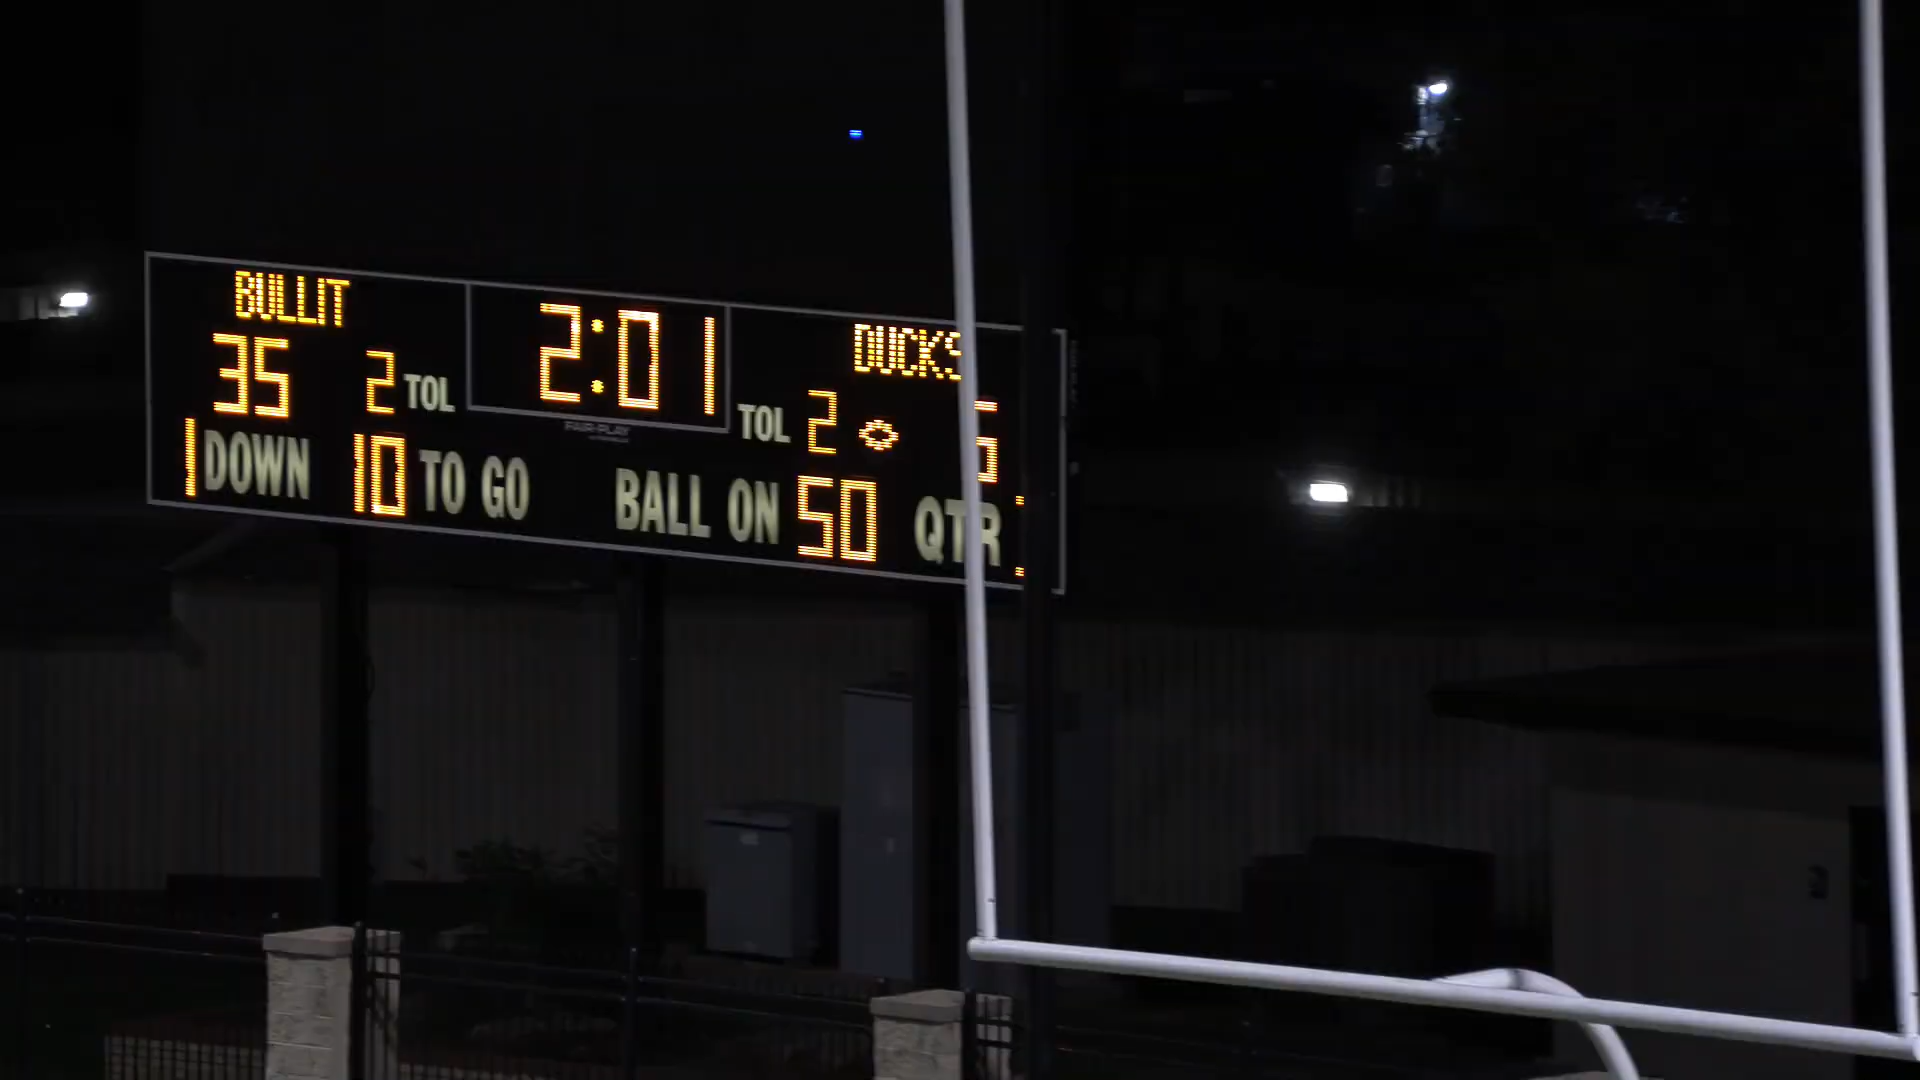 BULLIT 2:01 DUCKS
35 2 TOL TOL 2
FAIR-PLAY
1 DOWN 10 TO GO BALL ON 50 QTR